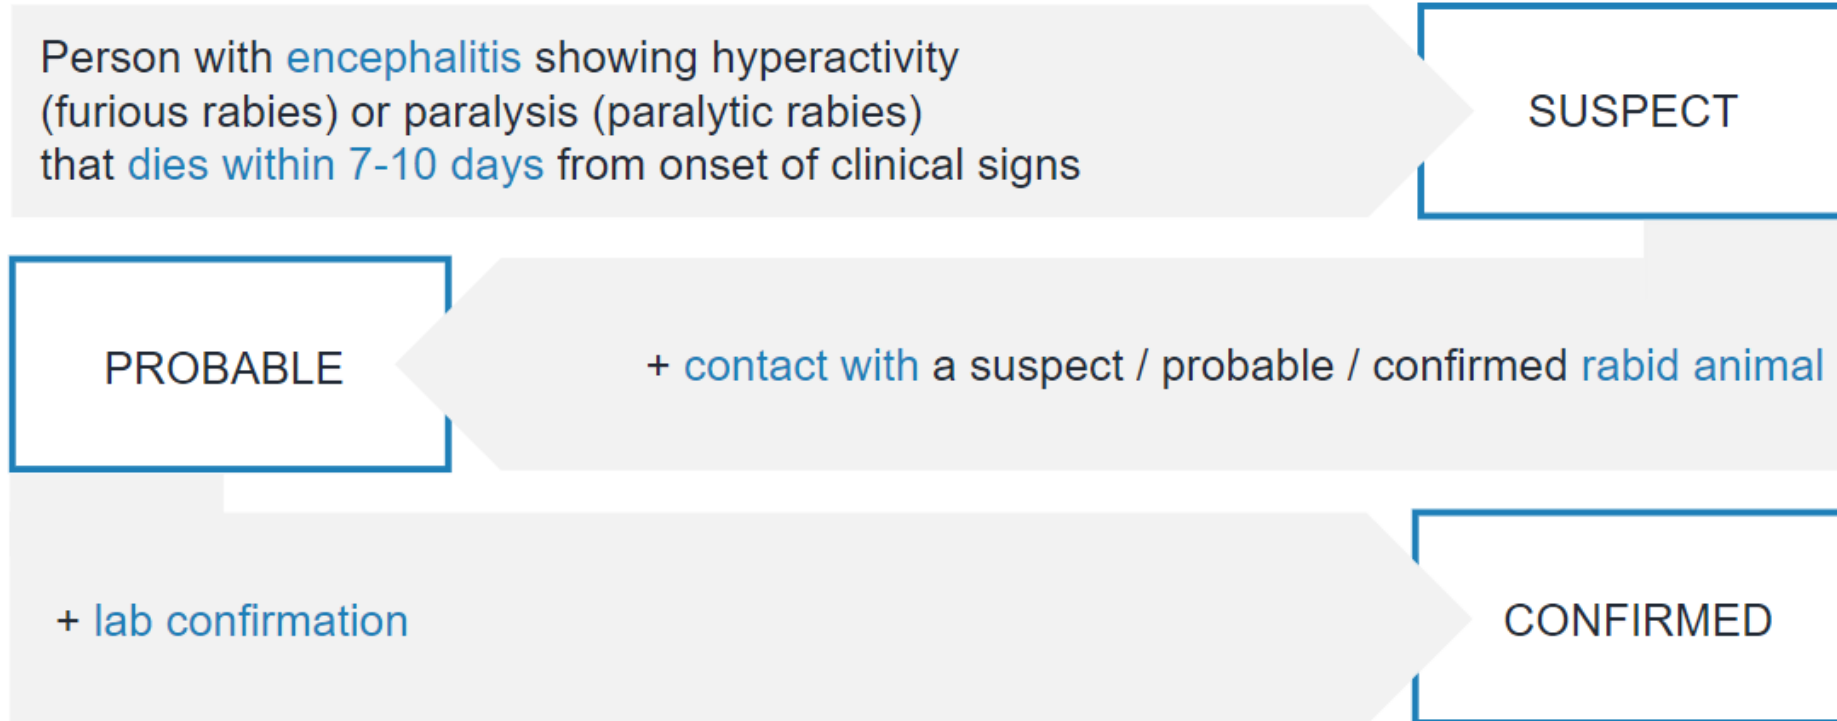 Person with encephalitis showing hyperactivity
(furious rabies) or paralysis (paralytic rabies)
that dies within 7-10 days from onset of clinical signs
SUSPECT
PROBABLE
+ contact with a suspect / probable / confirmed rabid animal
+ lab confirmation
CONFIRMED